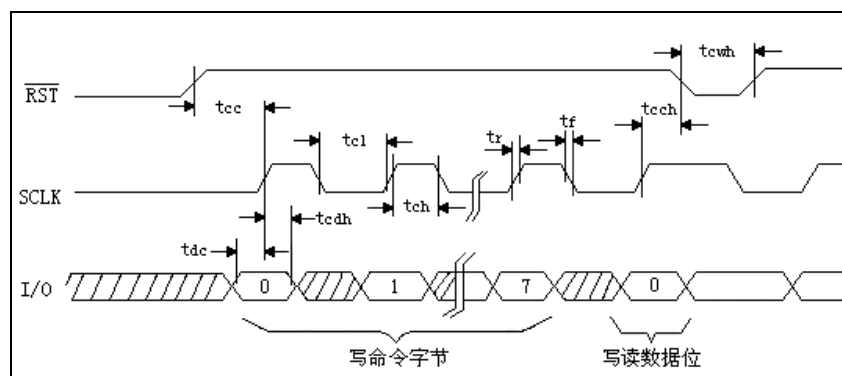 tcwh
RST
tcc
tcl
tr
tf
tcch
SCLK
tch
tcdh
tdc
I/O
0
1
7
0
写命令字节
写读数据位